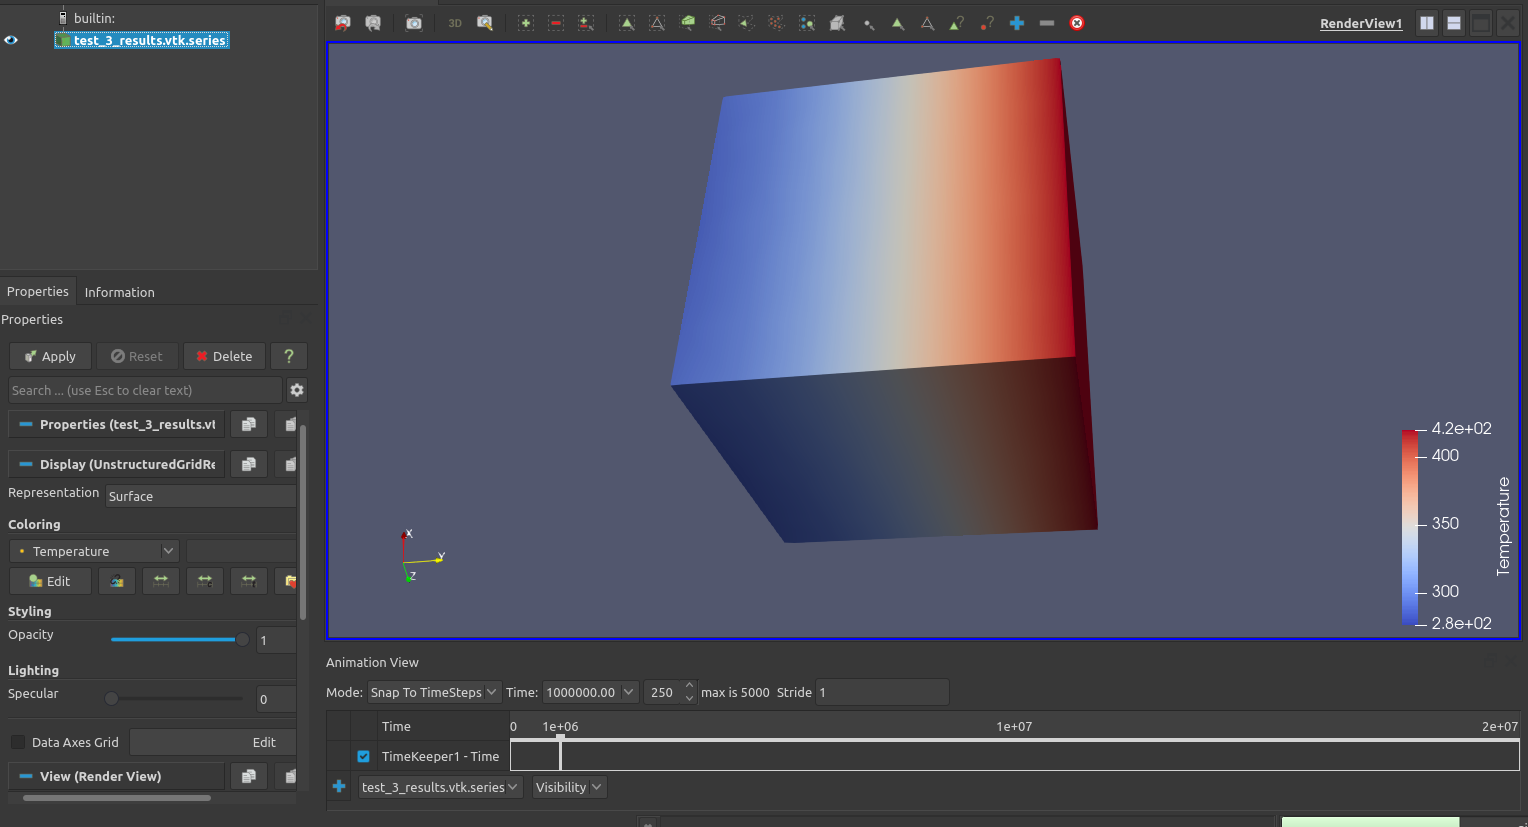 builtin:
test_3_results.vtk.series
3D
RenderView1
Properties
Information
Properties
Apply
Reset
Delete
?
Search ... (use Esc to clear text)
Properties (test_3_results.vt
Display (UnstructuredGridRe
Representation
Surface
Coloring
Temperature
Edit
Styling
Opacity
1
Lighting
Specular
0
Data Axes Grid
Edit
View (Render View)
X
Y
Z
4.2e+02
400
350
300
2.8e+02
Temperature
Animation View
Mode: Snap To TimeSteps Time: 1000000.00 250 max is 5000 Stride 1
Time 0 1e+06 1e+07 2e+07
TimeKeeper1 - Time
test_3_results.vtk.series Visibility